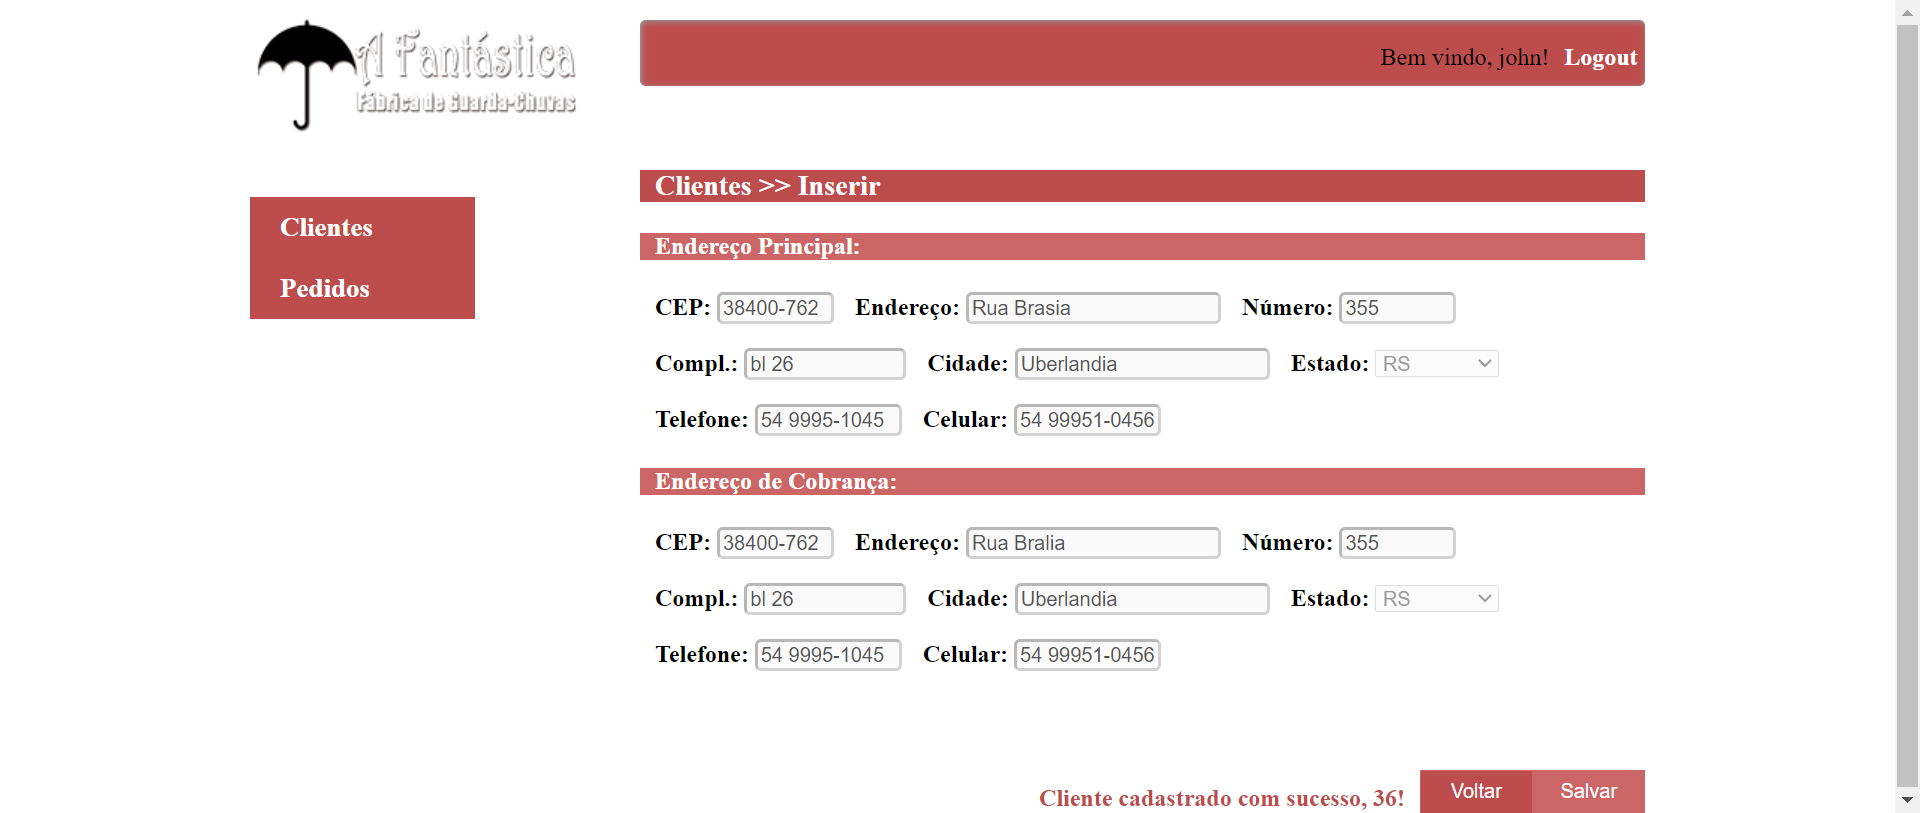 A Fantástica
Fábrica de Guarda-Chuvas
Bem vindo, john! Logout
Clientes
Pedidos
Clientes >> Inserir
Endereço Principal:
CEP: 38400-762 Endereço: Rua Brasia Número: 355
Compl.: bl 26 Cidade: Uberlandia Estado: RS
Telefone: 54 9995-1045 Celular: 54 99951-0456
Endereço de Cobrança:
CEP: 38400-762 Endereço: Rua Bralia Número: 355
Compl.: bl 26 Cidade: Uberlandia Estado: RS
Telefone: 54 9995-1045 Celular: 54 99951-0456
Cliente cadastrado com sucesso, 36! Voltar Salvar